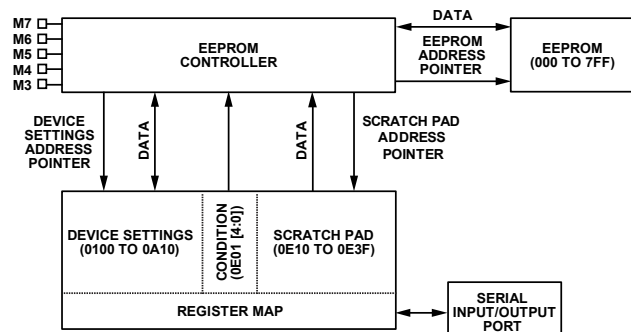 M7
M6
M5
M4
M3
EEPROM
CONTROLLER
DATA
EEPROM
ADDRESS
POINTER
EEPROM
(000 TO 7FF)
DEVICE
SETTINGS
ADDRESS
POINTER
DATA
DATA
SCRATCH PAD
ADDRESS
POINTER
DEVICE SETTINGS
(0100 TO 0A10)
CONDITION
(0E01 [4:0])
SCRATCH PAD
(0E10 TO 0E3F)
REGISTER MAP
SERIAL
INPUT/OUTPUT
PORT